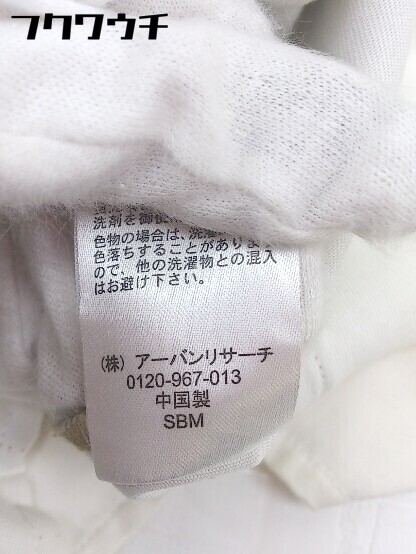 フクワウチ
洗剤を御使
色物の場合は、洗濯
色落ちすることがありま
ので、他の洗濯物との混入
はお避け下さい。
(株) アーバンリサーチ
0120-967-013
中国製
SBM